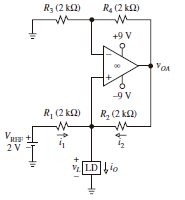 R3 (2 kΩ) R4 (2 kΩ)
+9 V
−
∞
+
vOA
−9 V
R1 (2 kΩ) R2 (2 kΩ)
VREF +
2 V −
i1 i2
+
vL LD iO
−